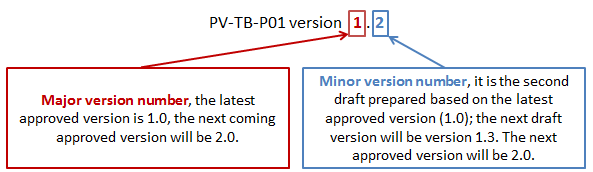 PV-TB-P01 version 1.2
Major version number, the latest
approved version is 1.0, the next coming
approved version will be 2.0.
Minor version number, it is the second
draft prepared based on the latest
approved version (1.0); the next draft
version will be version 1.3. The next
approved version will be 2.0.